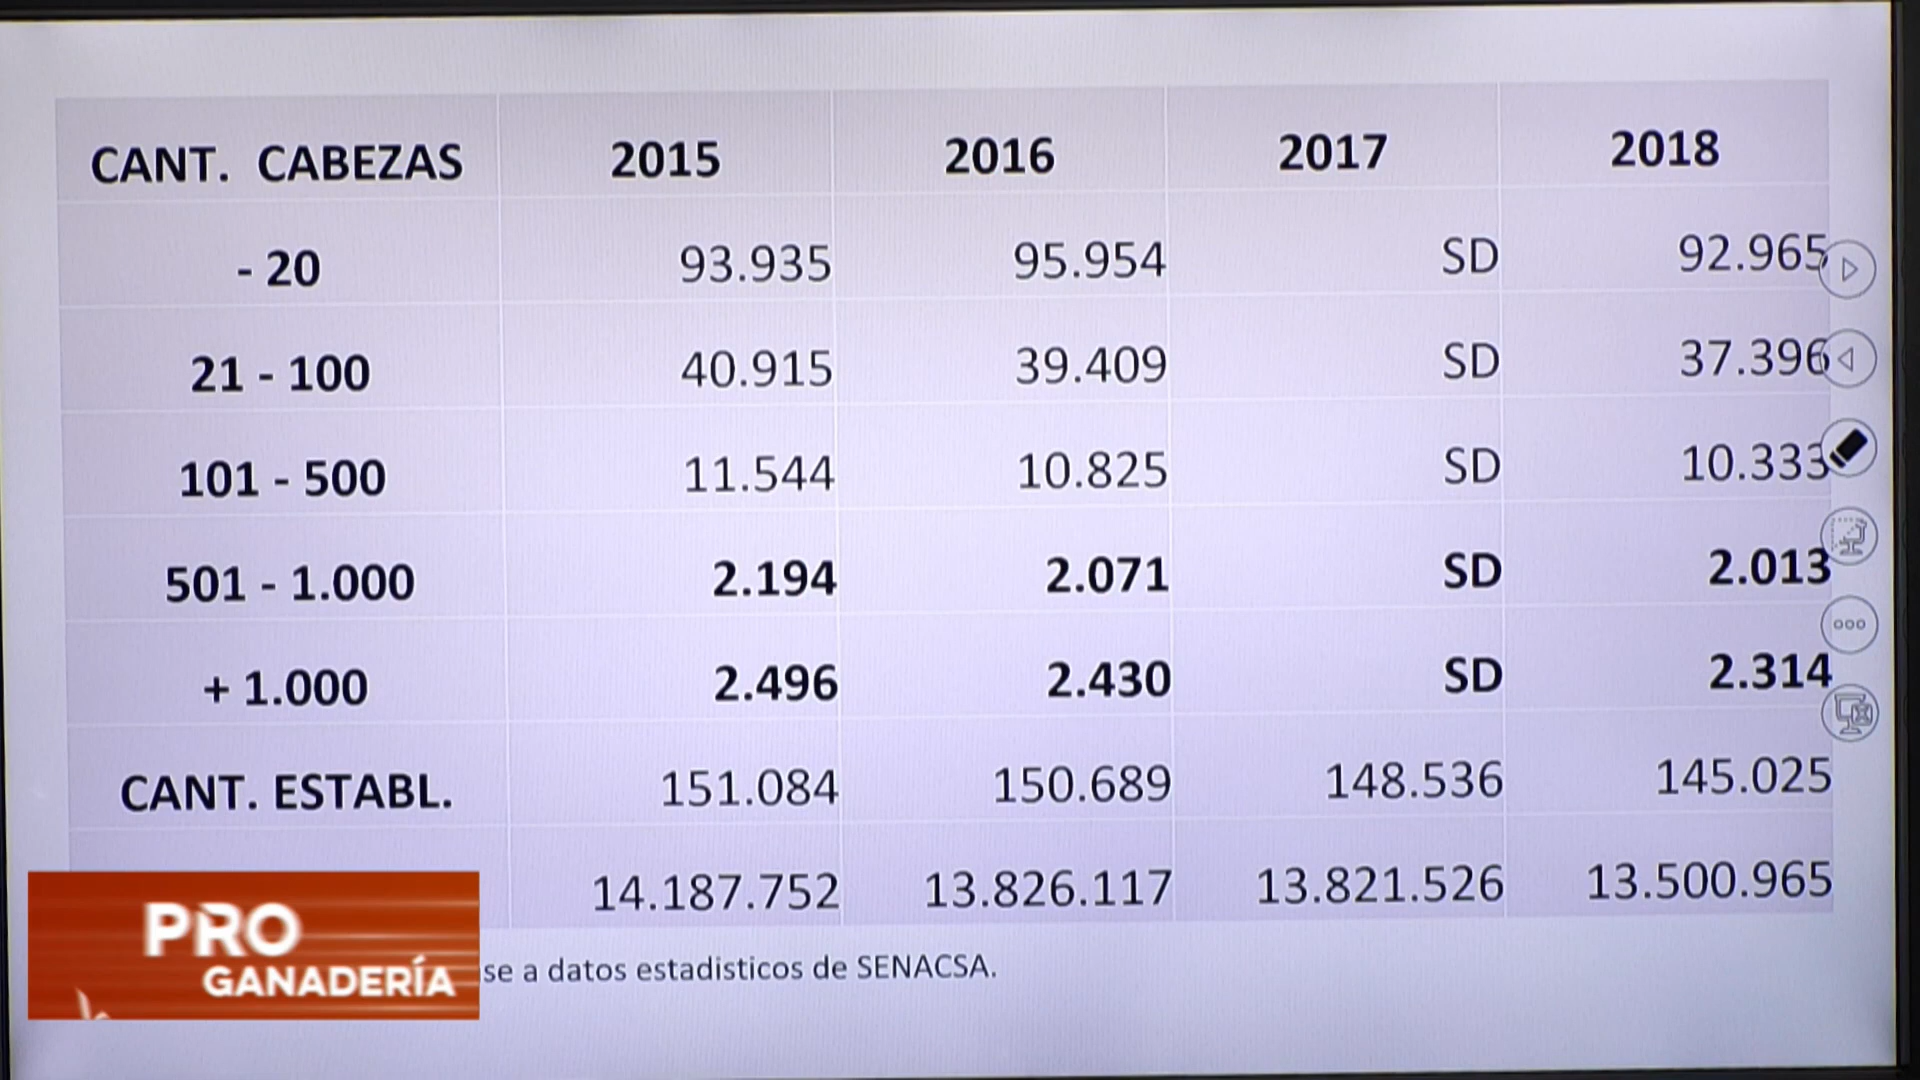 CANT. CABEZAS 2015 2016 2017 2018
- 20 93.935 95.954 SD 92.965
21 - 100 40.915 39.409 SD 37.396
101 - 500 11.544 10.825 SD 10.333
501 - 1.000 2.194 2.071 SD 2.013
+ 1.000 2.496 2.430 SD 2.314
CANT. ESTABL. 151.084 150.689 148.536 145.025
14.187.752 13.826.117 13.821.526 13.500.965
se a datos estadisticos de SENACSA.
PRO
GANADERÍA